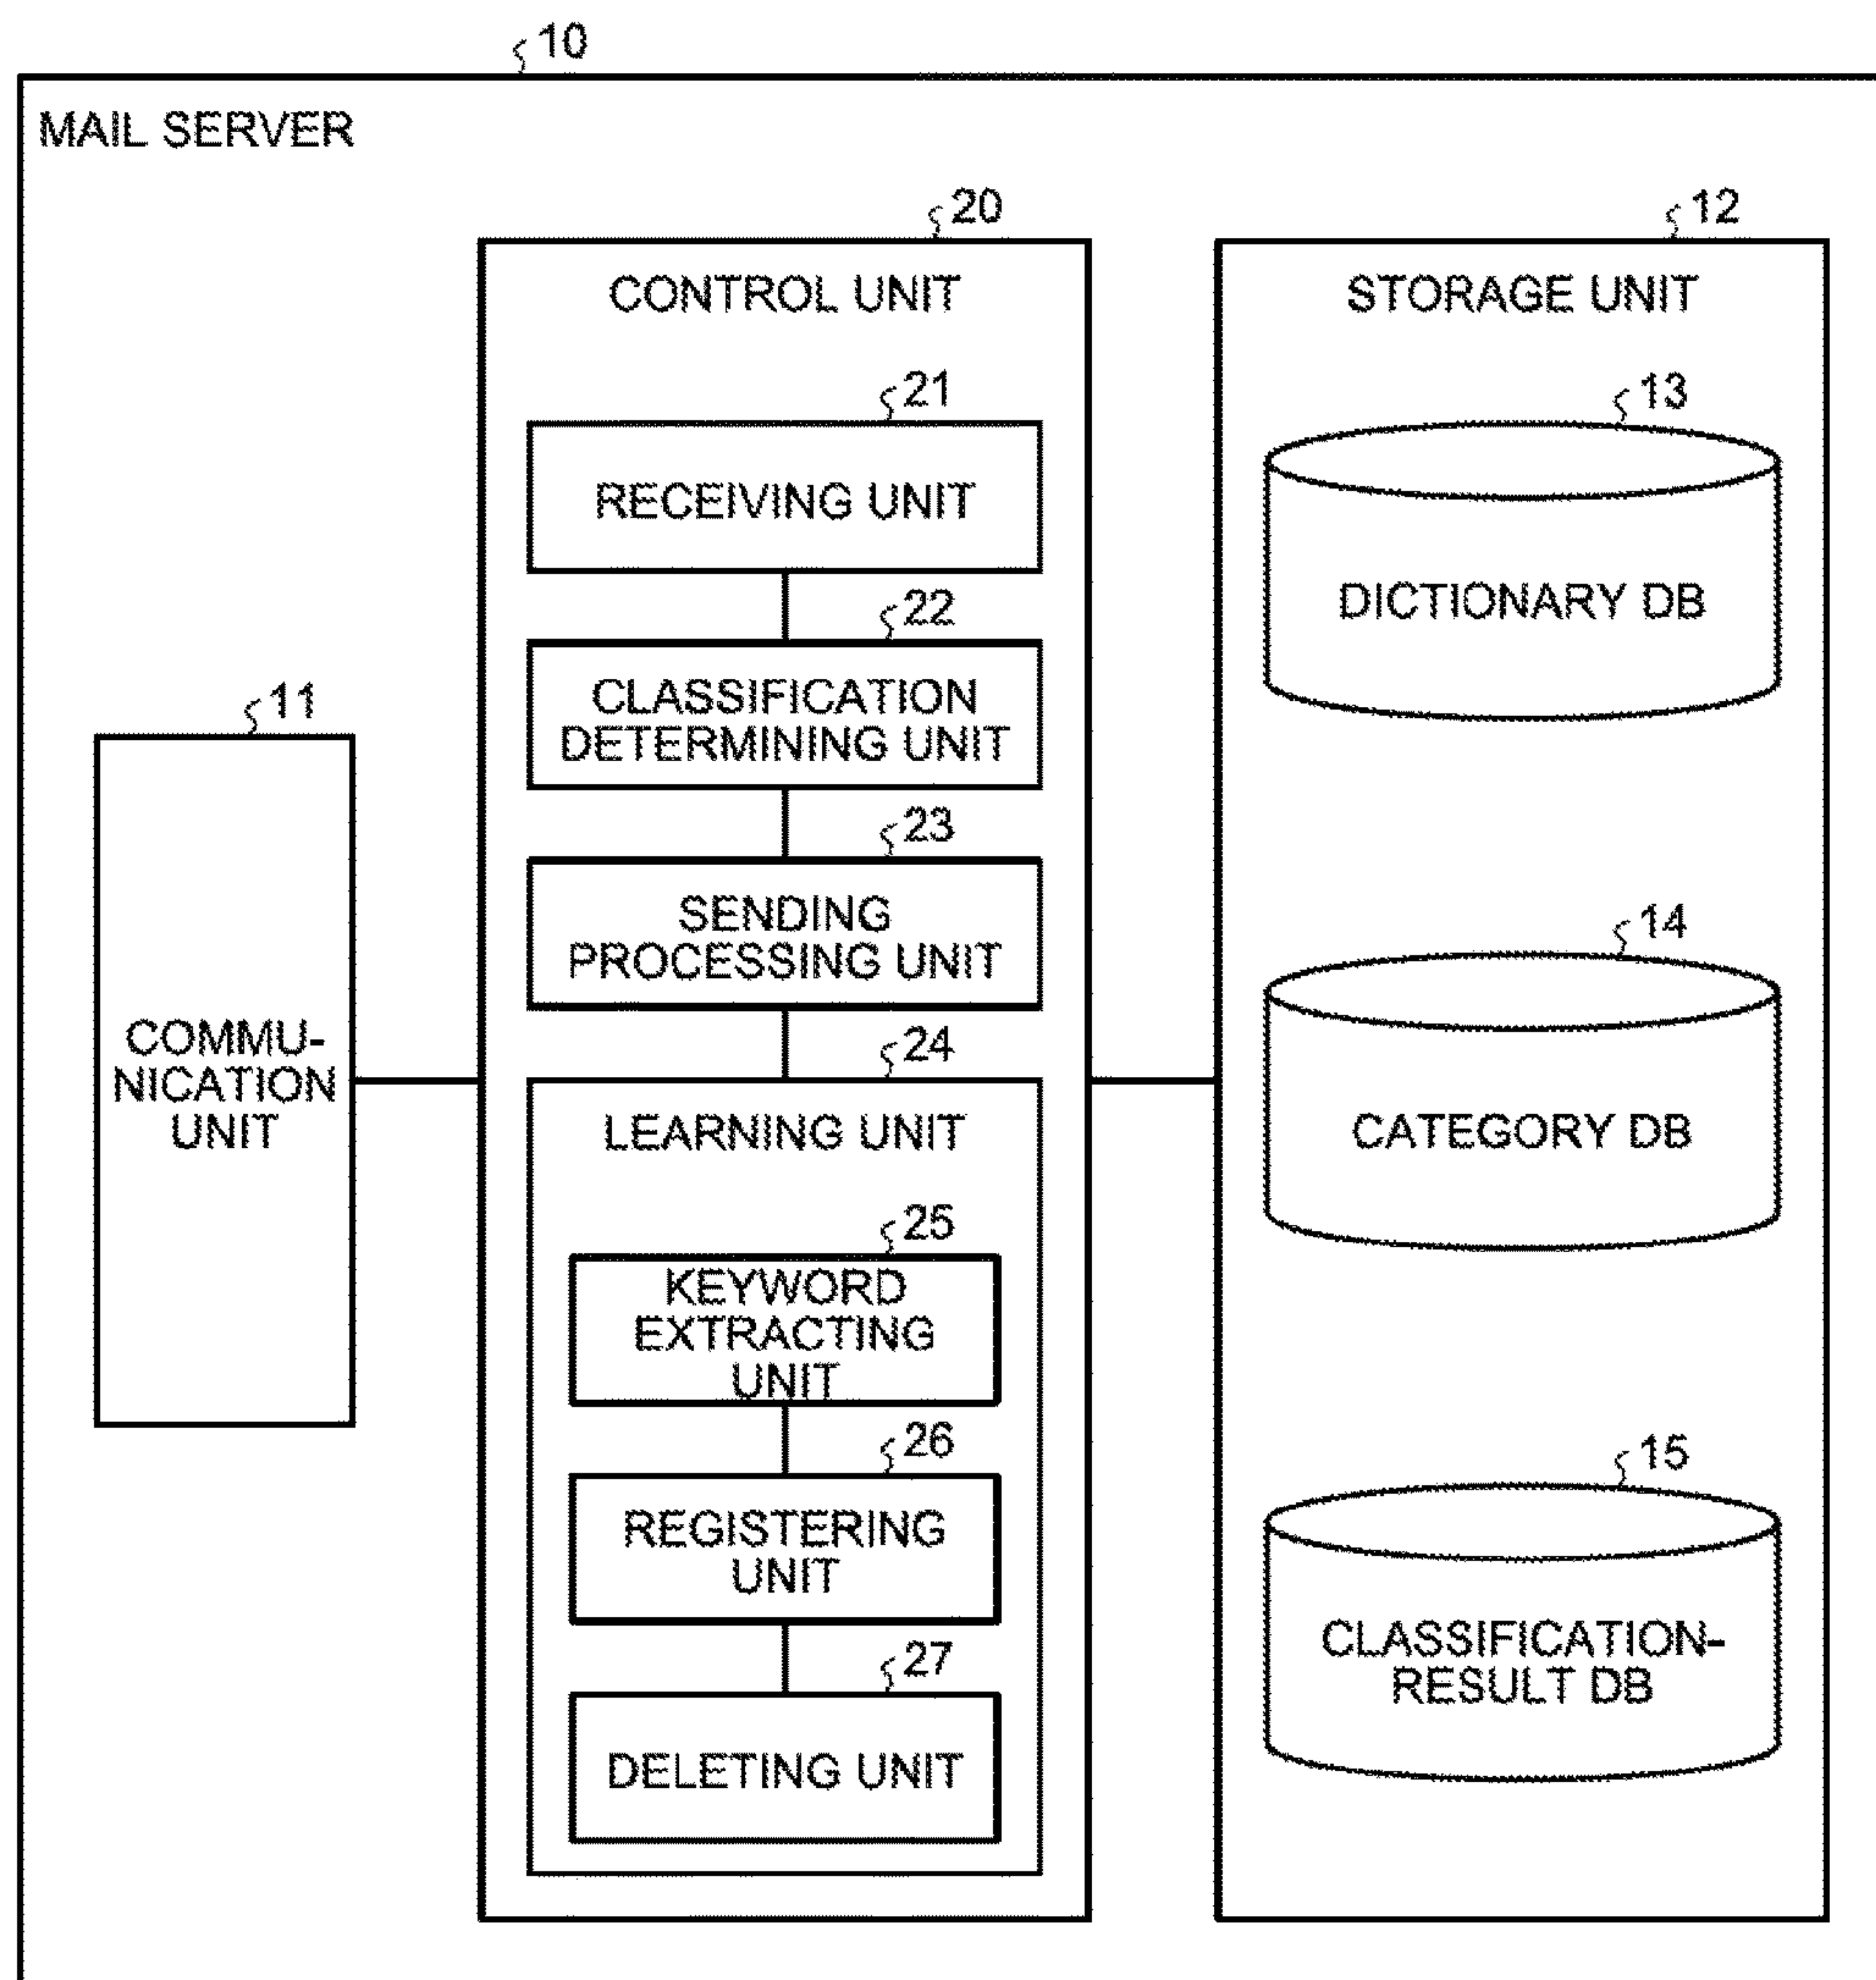 10
MAIL SERVER
11
COMMU-
NICATION
UNIT
20
CONTROL UNIT
21
RECEIVING UNIT
22
CLASSIFICATION
DETERMINING UNIT
23
SENDING
PROCESSING UNIT
24
LEARNING UNIT
25
KEYWORD
EXTRACTING
UNIT
26
REGISTERING
UNIT
27
DELETING UNIT
12
STORAGE UNIT
13
DICTIONARY DB
14
CATEGORY DB
15
CLASSIFICATION-
RESULT DB